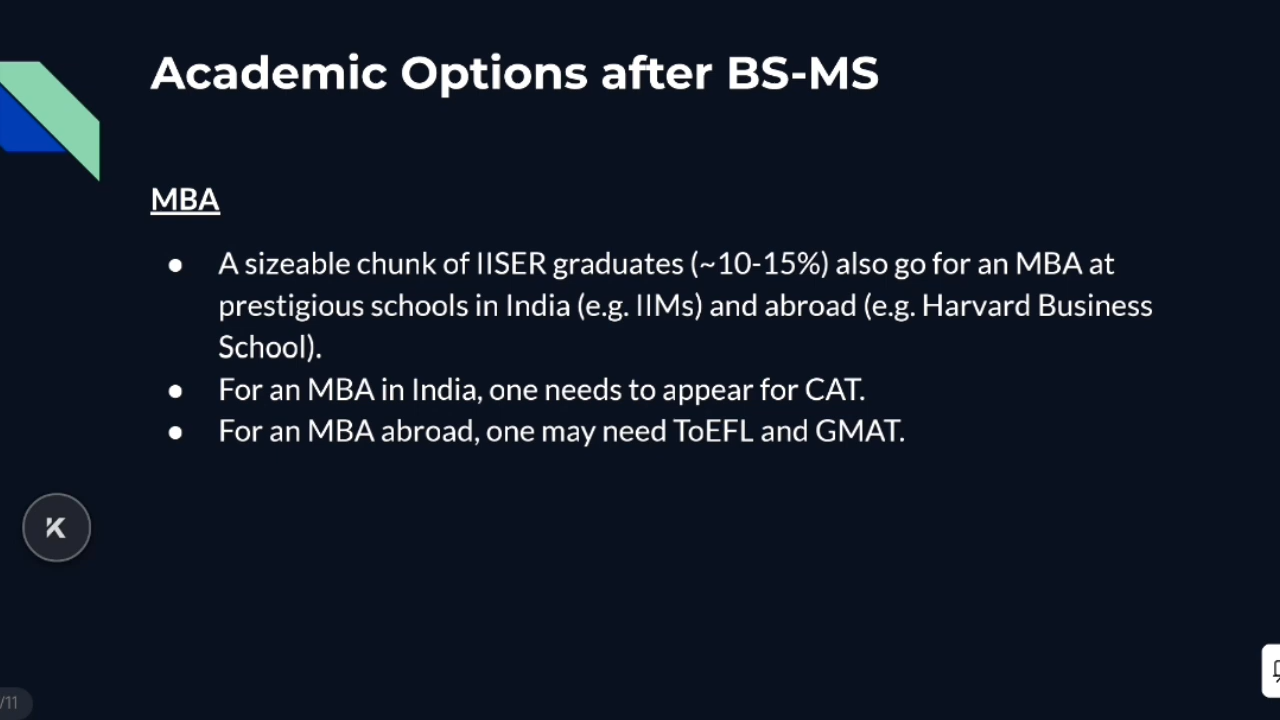 Academic Options after BS-MS
MBA
● A sizeable chunk of IISER graduates (~10-15%) also go for an MBA at
prestigious schools in India (e.g. IIMs) and abroad (e.g. Harvard Business
School).
● For an MBA in India, one needs to appear for CAT.
● For an MBA abroad, one may need ToEFL and GMAT.
K
/11